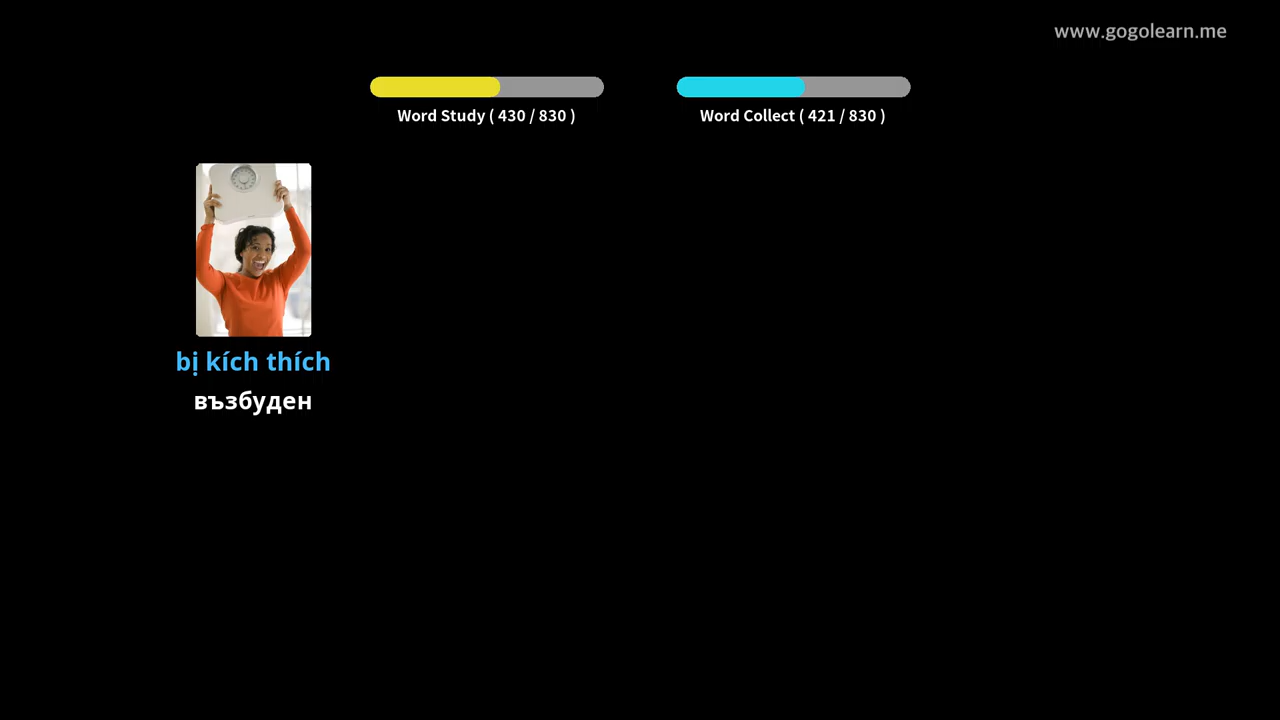 www.gogolearn.me
Word Study ( 430 / 830 )
Word Collect ( 421 / 830 )
bị kích thích
възбуден